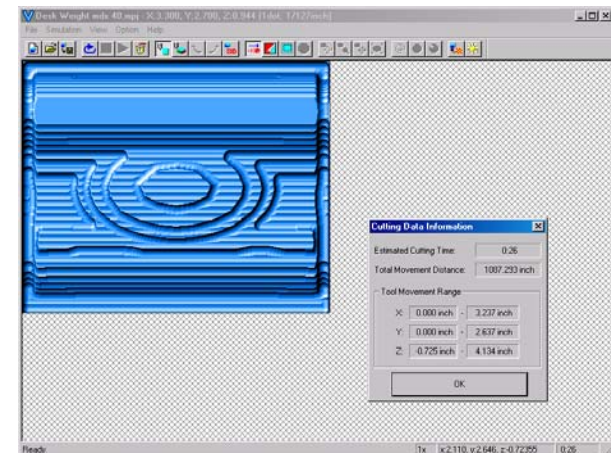 Desk Weight mdx 40.mpj : X:3.300, Y:2.700, Z:0.944 [1dot, 1/127inch]
File Simulation View Option Help
Cutting Data Information
Estimated Cutting Time: 0:26
Total Movement Distance: 1087.293 inch
Tool Movement Range
X: 0.000 inch - 3.237 inch
Y: 0.000 inch - 2.637 inch
Z: -0.725 inch - 4.134 inch
OK
Ready 1x x:2.110, y:2.646, z:-0.72355 0:26